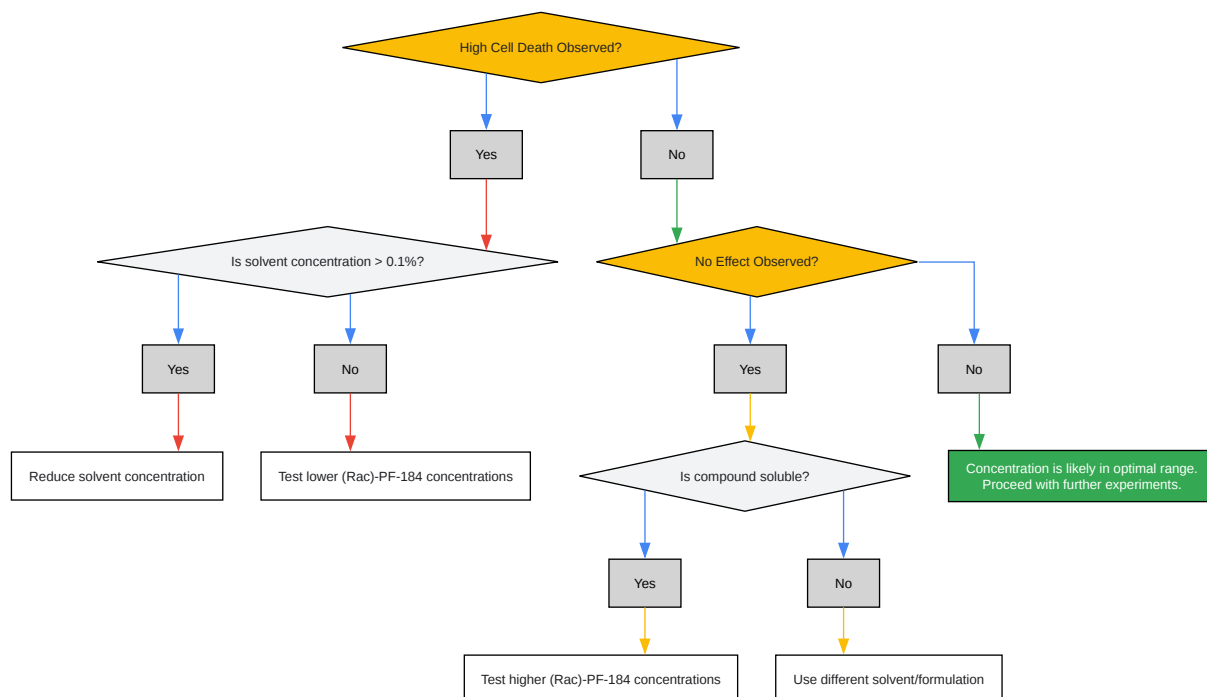 High Cell Death Observed?
Yes
No
Is solvent concentration > 0.1%?
No Effect Observed?
Yes
No
Yes
No
Reduce solvent concentration
Test lower (Rac)-PF-184 concentrations
Is compound soluble?
Concentration is likely in optimal range.
Proceed with further experiments.
Yes
No
Test higher (Rac)-PF-184 concentrations
Use different solvent/formulation